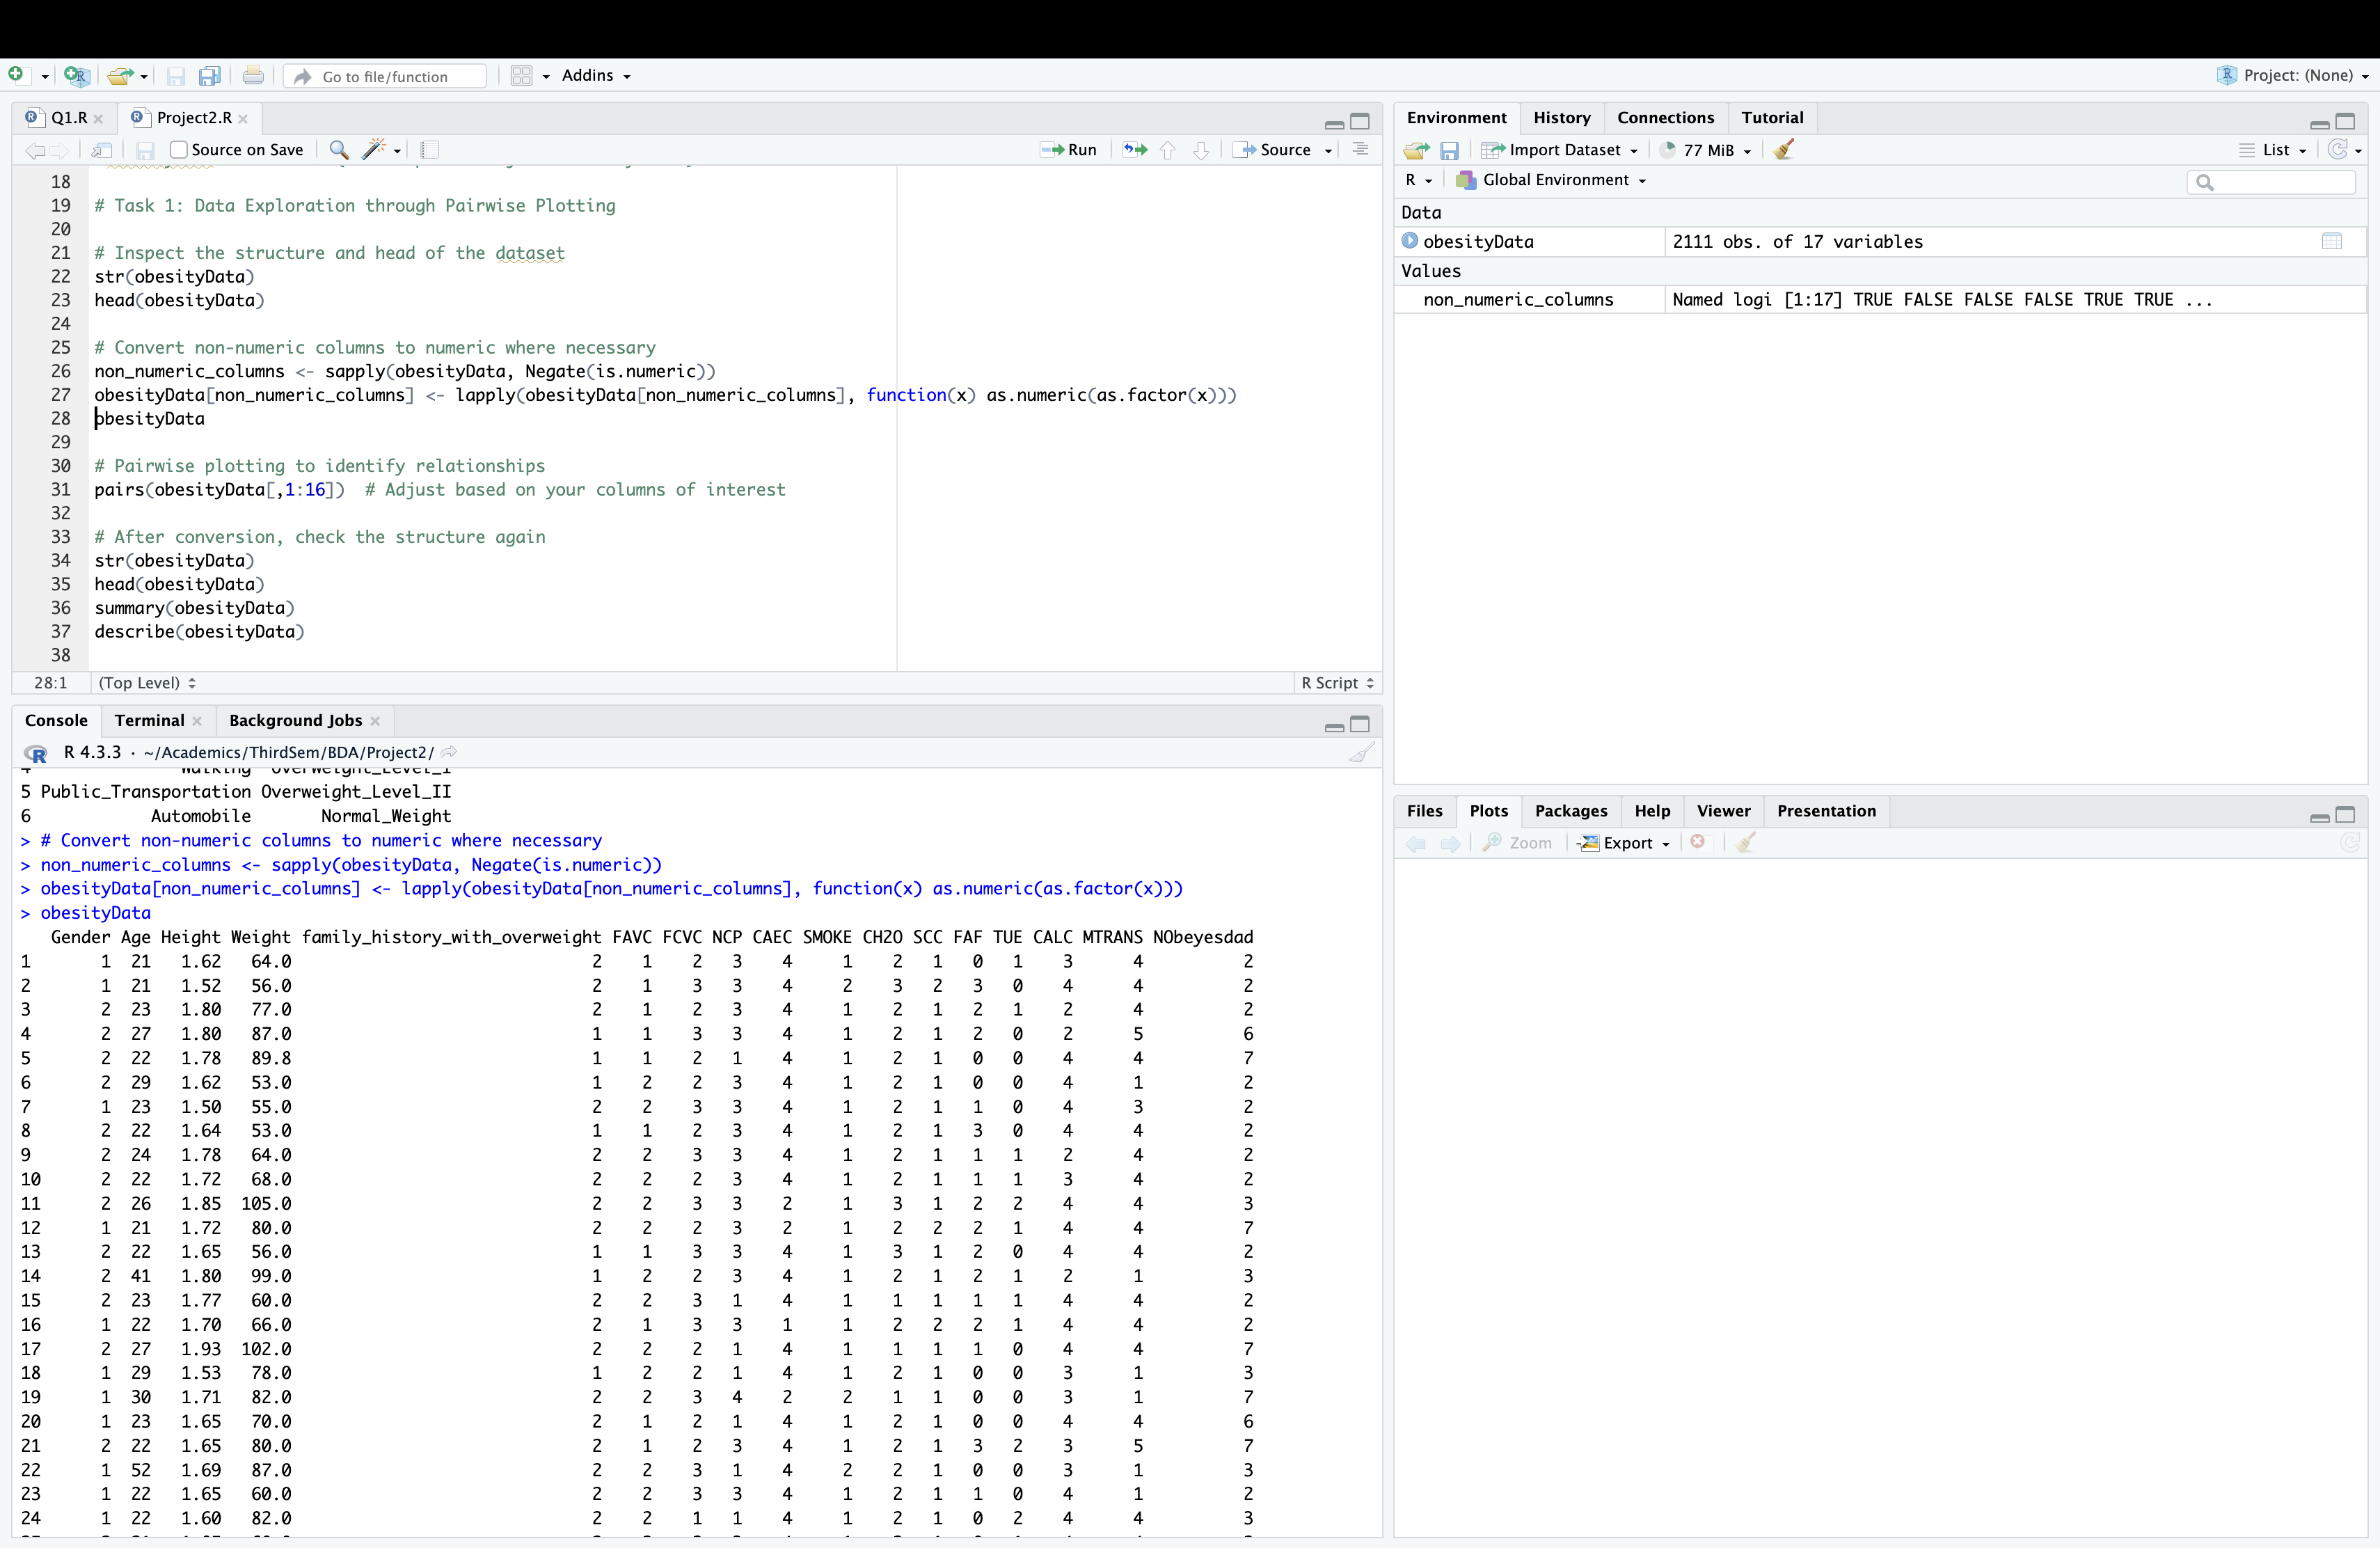 Go to file/function
Addins
Project: (None)
Q1.R
Project2.R
Source on Save
Run
Source
18
19 # Task 1: Data Exploration through Pairwise Plotting
20
21 # Inspect the structure and head of the dataset
22 str(obesityData)
23 head(obesityData)
24
25 # Convert non-numeric columns to numeric where necessary
26 non_numeric_columns <- sapply(obesityData, Negate(is.numeric))
27 obesityData[non_numeric_columns] <- lapply(obesityData[non_numeric_columns], function(x) as.numeric(as.factor(x)))
28 obesityData
29
30 # Pairwise plotting to identify relationships
31 pairs(obesityData[,1:16])  # Adjust based on your columns of interest
32
33 # After conversion, check the structure again
34 str(obesityData)
35 head(obesityData)
36 summary(obesityData)
37 describe(obesityData)
38
28:1 (Top Level) R Script
Console Terminal Background Jobs
R 4.3.3 · ~/Academics/ThirdSem/BDA/Project2/
4 Walking Overweight_Level_I
5 Public_Transportation Overweight_Level_II
6 Automobile Normal_Weight
> # Convert non-numeric columns to numeric where necessary
> non_numeric_columns <- sapply(obesityData, Negate(is.numeric))
> obesityData[non_numeric_columns] <- lapply(obesityData[non_numeric_columns], function(x) as.numeric(as.factor(x)))
> obesityData
Gender Age Height Weight family_history_with_overweight FAVC FCVC NCP CAEC SMOKE CH2O SCC FAF TUE CALC MTRANS NObeyesdad
1 1 21 1.62 64.0 2 1 2 3 4 1 2 1 0 1 3 4 2
2 1 21 1.52 56.0 2 1 3 3 4 2 3 2 3 0 4 4 2
3 2 23 1.80 77.0 2 1 2 3 4 1 2 1 2 1 2 4 2
4 2 27 1.80 87.0 1 1 3 3 4 1 2 1 2 0 2 5 6
5 2 22 1.78 89.8 1 1 2 1 4 1 2 1 0 0 4 4 7
6 2 29 1.62 53.0 1 2 2 3 4 1 2 1 0 0 4 1 2
7 1 23 1.50 55.0 2 2 3 3 4 1 2 1 1 0 4 3 2
8 2 22 1.64 53.0 1 1 2 3 4 1 2 1 3 0 4 4 2
9 2 24 1.78 64.0 2 2 3 3 4 1 2 1 1 1 2 4 2
10 2 22 1.72 68.0 2 2 2 3 4 1 2 1 1 1 3 4 2
11 2 26 1.85 105.0 2 2 3 3 2 1 3 1 2 2 4 4 3
12 1 21 1.72 80.0 2 2 2 3 2 1 2 2 2 1 4 4 7
13 2 22 1.65 56.0 1 1 3 3 4 1 3 1 2 0 4 4 2
14 2 41 1.80 99.0 1 2 2 3 4 1 2 1 2 1 2 1 3
15 2 23 1.77 60.0 2 2 3 1 4 1 1 1 1 1 4 4 2
16 1 22 1.70 66.0 2 1 3 3 1 1 2 2 2 1 4 4 2
17 2 27 1.93 102.0 2 2 2 1 4 1 1 1 1 0 4 4 7
18 1 29 1.53 78.0 1 2 2 1 4 1 2 1 0 0 3 1 3
19 1 30 1.71 82.0 2 2 3 4 2 2 1 1 0 0 3 1 7
20 1 23 1.65 70.0 2 1 2 1 4 1 2 1 0 0 4 4 6
21 2 22 1.65 80.0 2 1 2 3 4 1 2 1 3 2 3 5 7
22 1 52 1.69 87.0 2 2 3 1 4 2 2 1 0 0 3 1 3
23 1 22 1.65 60.0 2 2 3 3 4 1 2 1 1 0 4 1 2
24 1 22 1.60 82.0 2 2 1 1 4 1 2 1 0 2 4 4 3
Environment History Connections Tutorial
Import Dataset 77 MiB List
R Global Environment
Data
obesityData 2111 obs. of 17 variables
Values
non_numeric_columns Named logi [1:17] TRUE FALSE FALSE FALSE TRUE TRUE ...
Files Plots Packages Help Viewer Presentation
Zoom Export